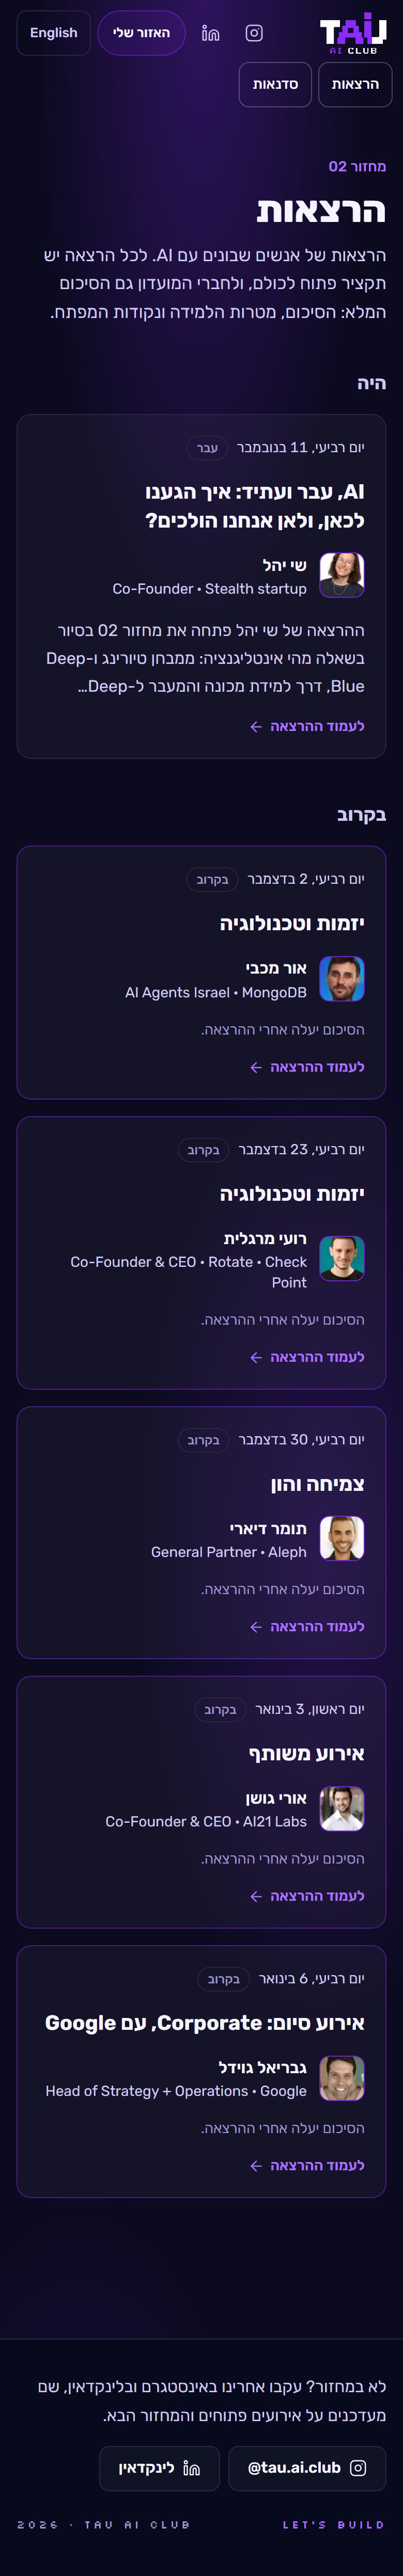 TAU
AI CLUB
האזור שלי
English
הרצאות
סדנאות
מחזור 02
הרצאות
הרצאות של אנשים שבונים עם AI. לכל הרצאה יש
תקציר פתוח לכולם, ולחברי המועדון גם הסיכום
המלא: הסיכום, מטרות הלמידה ונקודות המפתח.
היה
יום רביעי, 11 בנובמבר
עבר
AI, עבר ועתיד: איך הגענו
לכאן, ולאן אנחנו הולכים?
שי יהל
Co-Founder • Stealth startup
ההרצאה של שי יהל פתחה את מחזור 02 בסיור
בשאלה מהי אינטליגנציה: ממבחן טיורינג ו-Deep
Blue, דרך למידת מכונה והמעבר ל-Deep…
לעמוד ההרצאה ←
בקרוב
יום רביעי, 2 בדצמבר
בקרוב
יזמות וטכנולוגיה
אור מכבי
AI Agents Israel • MongoDB
הסיכום יעלה אחרי ההרצאה.
לעמוד ההרצאה ←
יום רביעי, 23 בדצמבר
בקרוב
יזמות וטכנולוגיה
רועי מרגלית
Co-Founder & CEO • Rotate • Check
Point
הסיכום יעלה אחרי ההרצאה.
לעמוד ההרצאה ←
יום רביעי, 30 בדצמבר
בקרוב
צמיחה והון
תומר דיארי
General Partner • Aleph
הסיכום יעלה אחרי ההרצאה.
לעמוד ההרצאה ←
יום ראשון, 3 בינואר
בקרוב
אירוע משותף
אורי גושן
Co-Founder & CEO • AI21 Labs
הסיכום יעלה אחרי ההרצאה.
לעמוד ההרצאה ←
יום רביעי, 6 בינואר
בקרוב
אירוע סיום: Corporate, עם Google
גבריאל גוידל
Head of Strategy + Operations • Google
הסיכום יעלה אחרי ההרצאה.
לעמוד ההרצאה ←
לא במחזור? עקבו אחרינו באינסטגרם ובלינקדאין, שם
מעדכנים על אירועים פתוחים והמחזור הבא.
@tau.ai.club
לינקדאין
LET'S BUILD
2026 · TAU AI CLUB